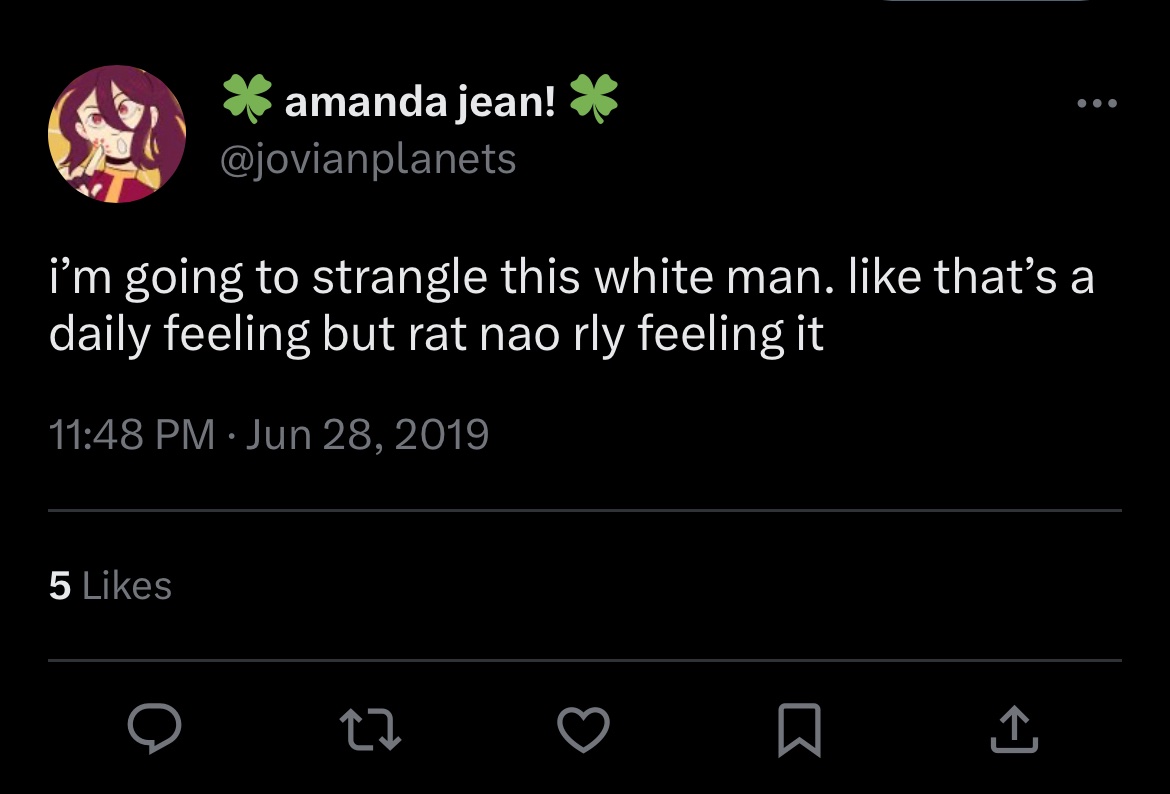 🍀 amanda jean! 🍀
@jovianplanets
i’m going to strangle this white man. like that’s a
daily feeling but rat nao rly feeling it
11:48 PM · Jun 28, 2019
5 Likes